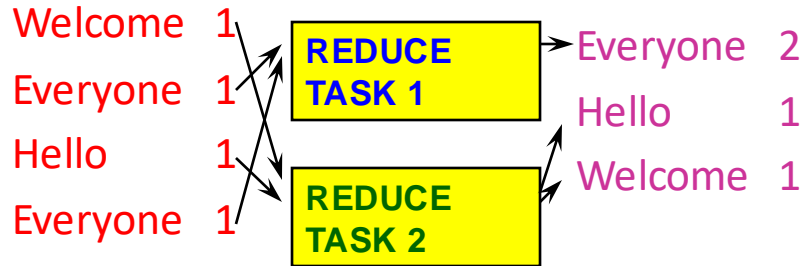 Welcome 1
Everyone 1
Hello 1
Everyone 1
REDUCE
TASK 1
REDUCE
TASK 2
Everyone 2
Hello 1
Welcome 1